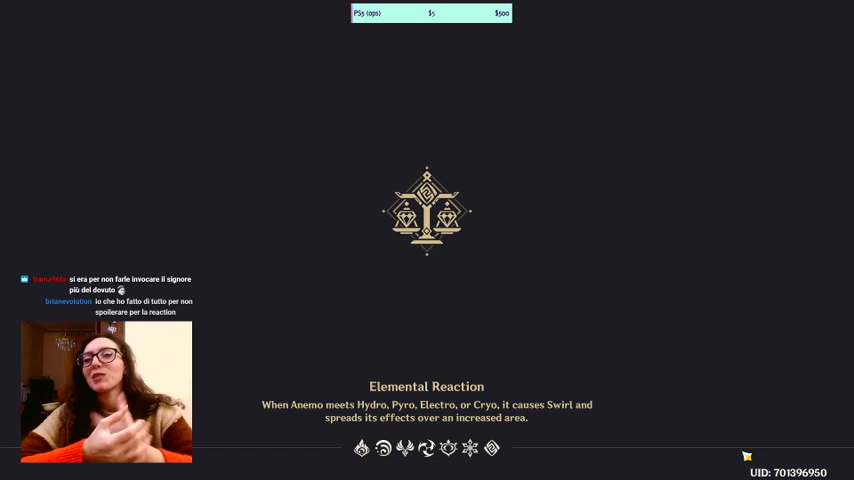 PS5 (ops) $5 $500
si era per non farle invocare il signore
più del dovuto
brianevolution io che ho fatto di tutto per non
spoilerare per la reaction
Elemental Reaction
When Anemo meets Hydro, Pyro, Electro, or Cryo, it causes Swirl and
spreads its effects over an increased area.
UID: 701396950